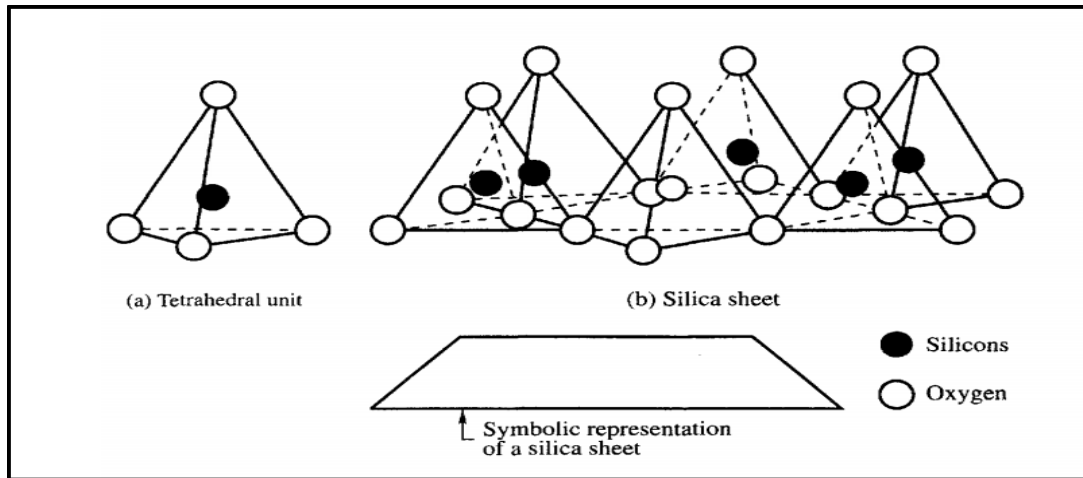 (a) Tetrahedral unit
(b) Silica sheet
Silicons
Oxygen
Symbolic representation
of a silica sheet